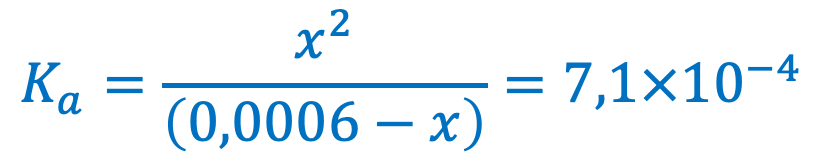 Kₐ = x² / (0,0006 − x) = 7,1×10⁻⁴